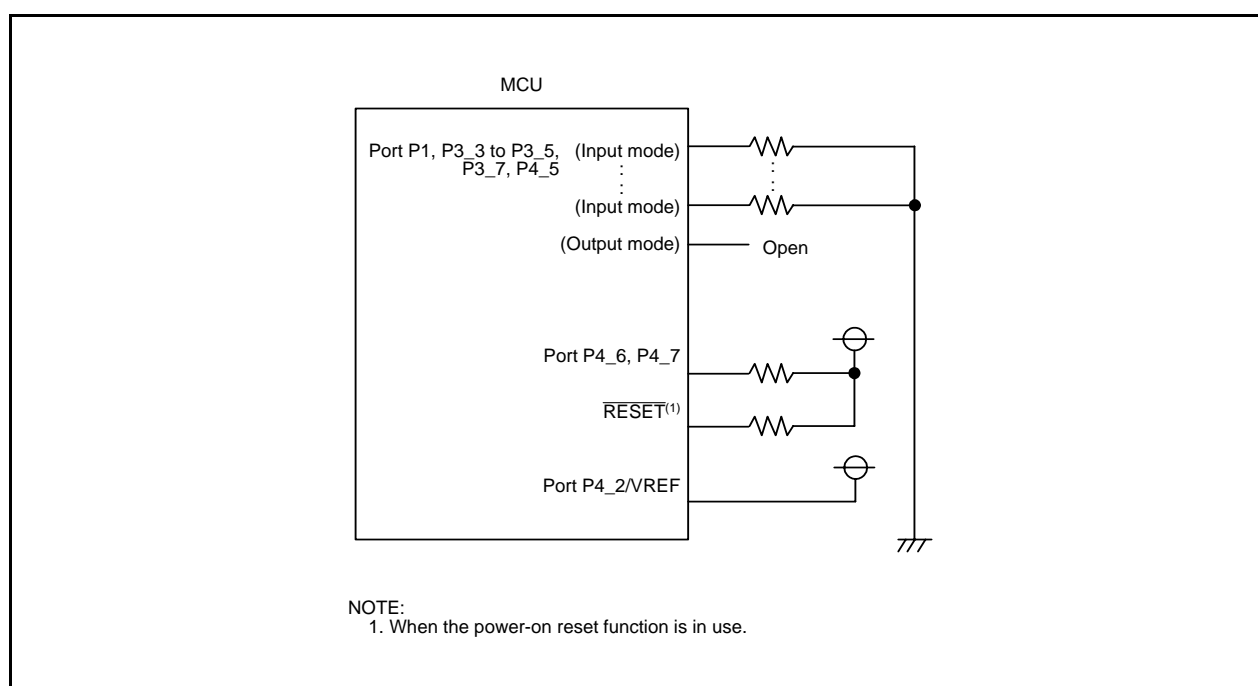 MCU
Port P1, P3_3 to P3_5,
P3_7, P4_5
(Input mode)
(Input mode)
(Output mode)
Open
Port P4_6, P4_7
RESET(1)
Port P4_2/VREF
NOTE:
1. When the power-on reset function is in use.